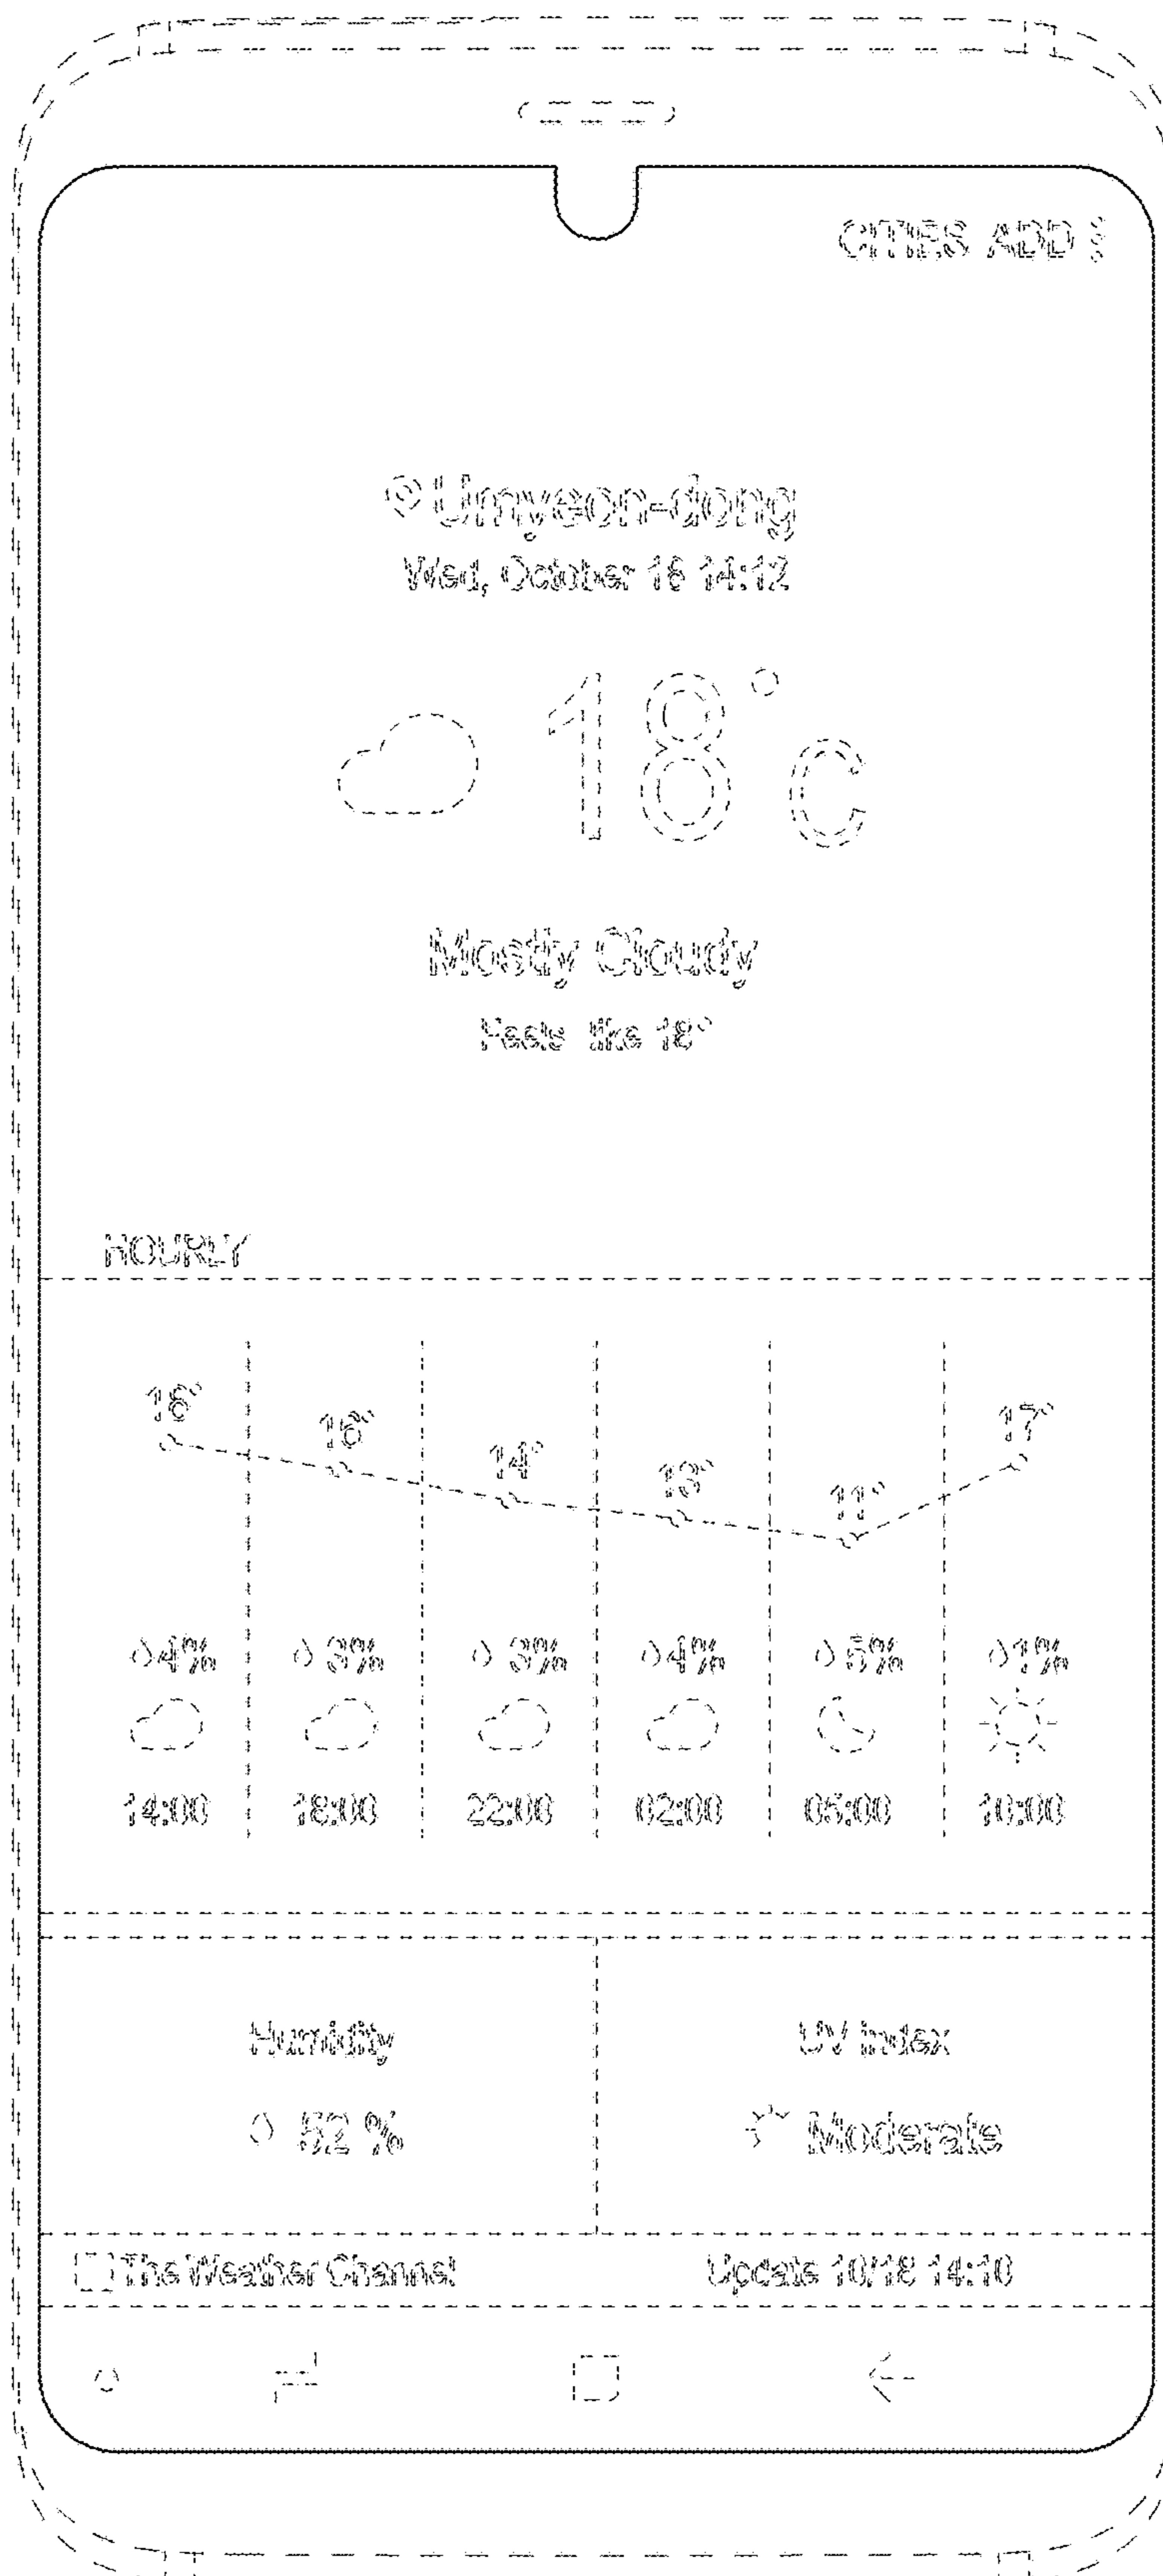 CITIES ADD
Umyeon-dong
Wed, October 18 14:12
18°C
Mostly Cloudy
Feels like 18°
HOURLY
18° 16° 14° 13° 11° 17°
4% 3% 3% 4% 5% 1%
14:00 18:00 22:00 02:00 06:00 10:00
Humidity UV Index
52 % Moderate
The Weather Channel Update 10/18 14:10